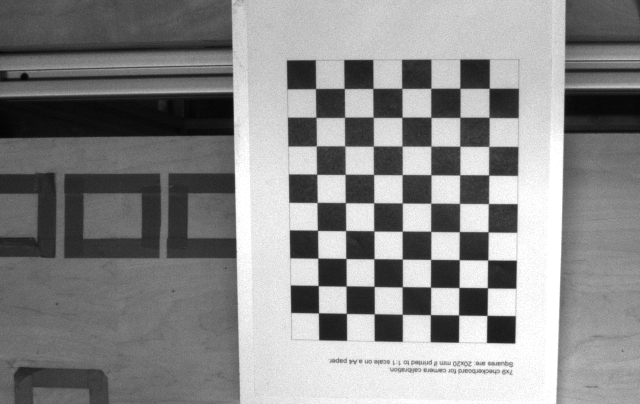 7x9 checkerboard for camera calibration.
Squares are: 20x20 mm if printed to 1:1 scale on a A4 paper.